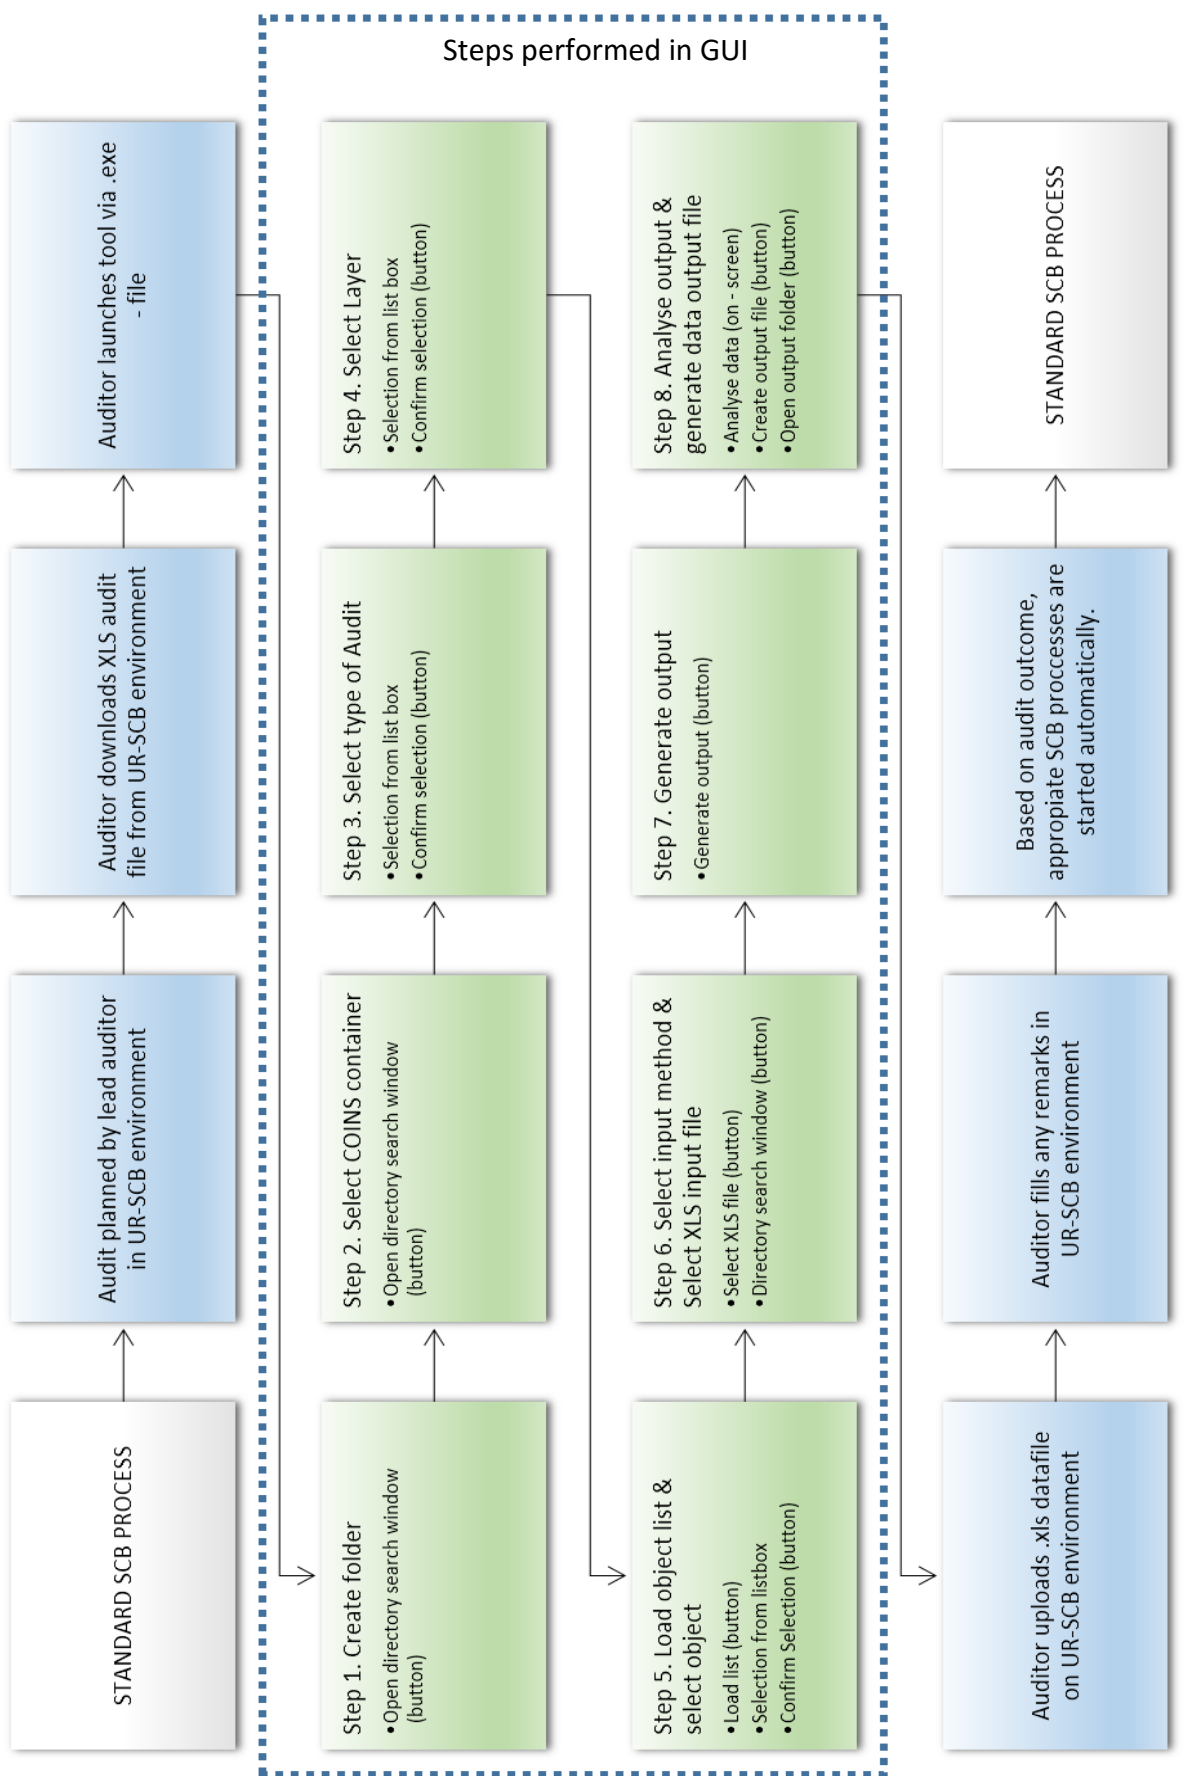 Steps performed in GUI
STANDARD SCB PROCESS
Audit planned by lead auditor
in UR-SCB environment
Auditor downloads XLS audit
file from UR-SCB environment
Auditor launches tool via .exe
- file
Step 1. Create folder
•Open directory search window
(button)
Step 2. Select COINS container
•Open directory search window
(button)
Step 3. Select type of Audit
•Selection from list box
•Confirm selection (button)
Step 4. Select Layer
•Selection from list box
•Confirm selection (button)
Step 5. Load object list &
select object
•Load list (button)
•Selection from listbox
•Confirm Selection (button)
Step 6. Select input method &
Select XLS input file
•Select XLS file (button)
•Directory search window (button)
Step 7. Generate output
•Generate output (button)
Step 8. Analyse output &
generate data output file
•Analyse data (on - screen)
•Create output file (button)
•Open output folder (button)
Auditor uploads .xls datafile
on UR-SCB environment
Auditor fills any remarks in
UR-SCB environment
Based on audit outcome,
appropiate SCB proccesses are
started automatically.
STANDARD SCB PROCESS